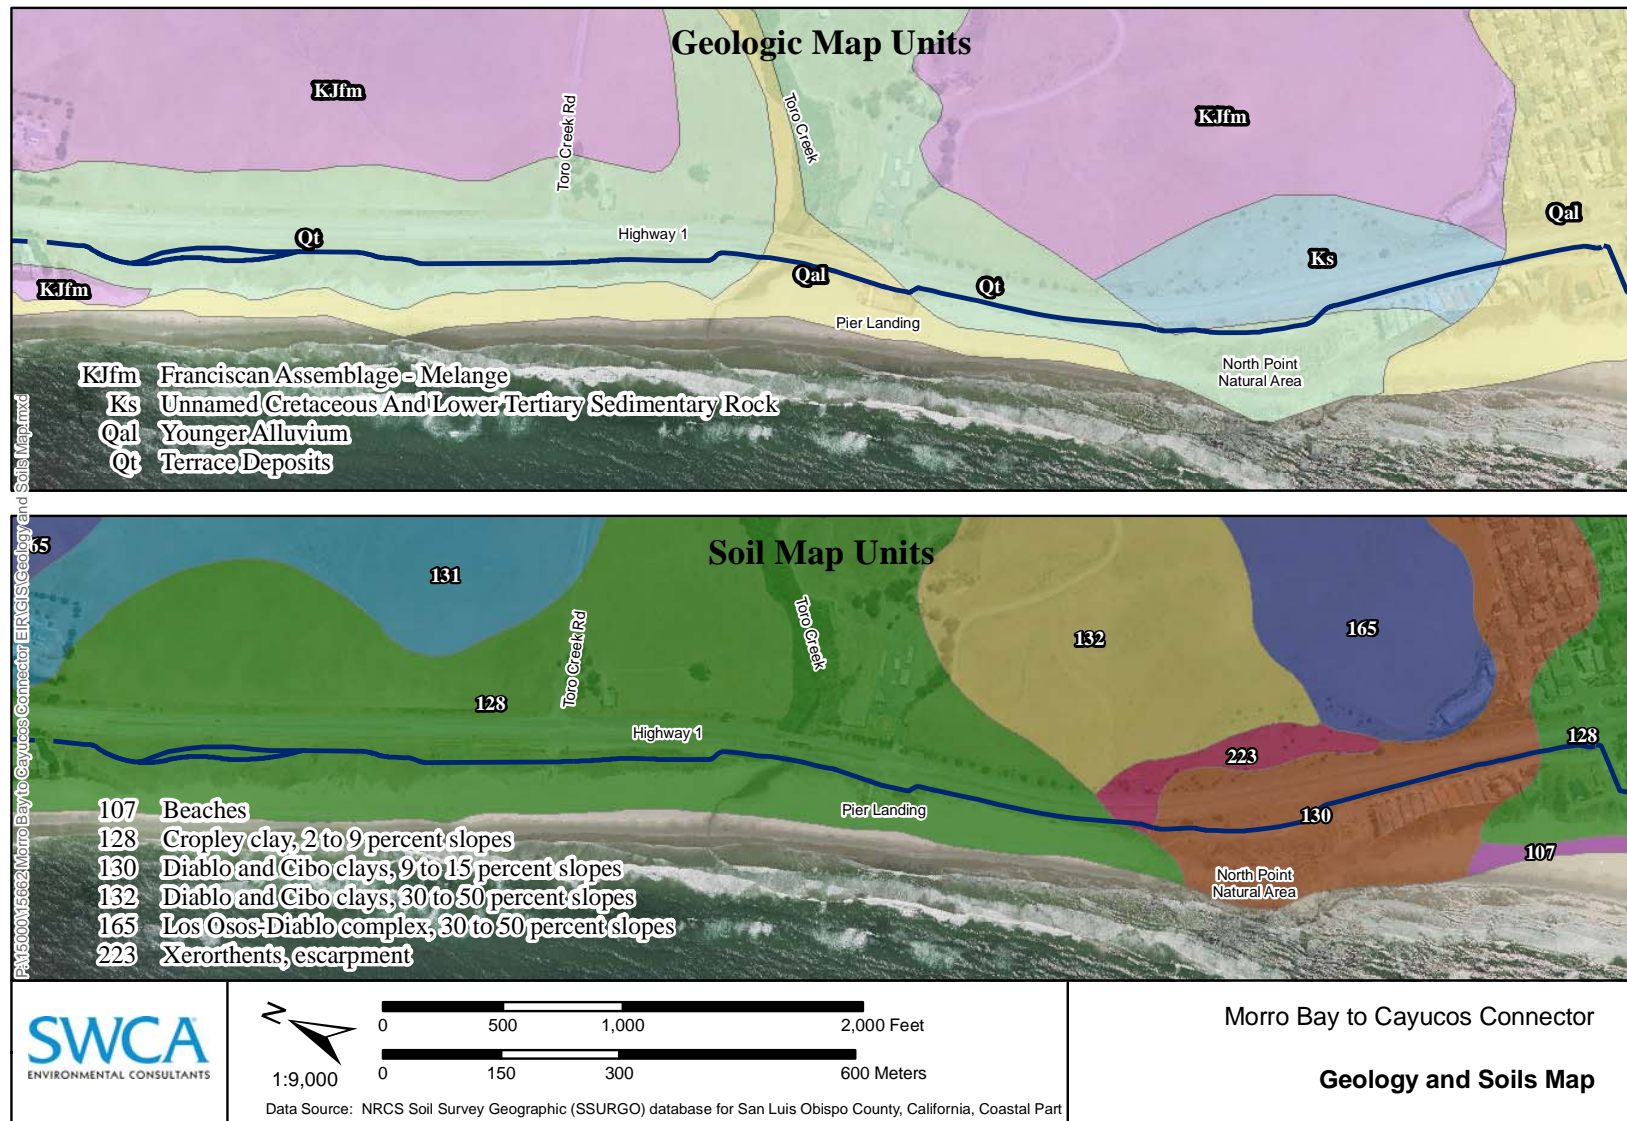 Geologic Map Units
KJfm
KJfm
Toro Creek Rd
Toro Creek
Qal
Qt
Highway 1
Ks
KJfm
Qal
Qt
Pier Landing
North Point
Natural Area
KJfm Franciscan Assemblage - Melange
Ks Unnamed Cretaceous And Lower Tertiary Sedimentary Rock
Qal Younger Alluvium
Qt Terrace Deposits
P:\15000\15662 Morro Bay to Cayucos Connector EIR\GIS\Geology and Soils Map.mxd
Soil Map Units
65
131
Toro Creek Rd
Toro Creek
132
165
128
Highway 1
128
223
Pier Landing
130
107
North Point
Natural Area
107 Beaches
128 Cropley clay, 2 to 9 percent slopes
130 Diablo and Cibo clays, 9 to 15 percent slopes
132 Diablo and Cibo clays, 30 to 50 percent slopes
165 Los Osos-Diablo complex, 30 to 50 percent slopes
223 Xerorthents, escarpment
SWCA
ENVIRONMENTAL CONSULTANTS
N
1:9,000
0 500 1,000 2,000 Feet
0 150 300 600 Meters
Data Source: NRCS Soil Survey Geographic (SSURGO) database for San Luis Obispo County, California, Coastal Part
Morro Bay to Cayucos Connector
Geology and Soils Map